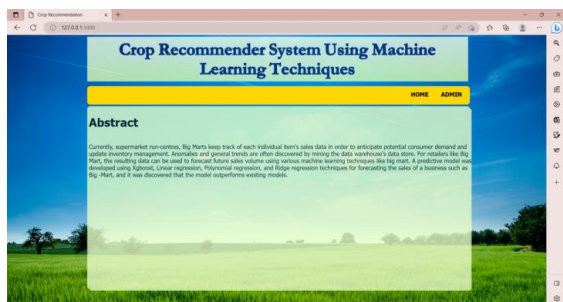 Crop Recommendation
127.0.0.1:5000
Crop Recommender System Using Machine
Learning Techniques
HOME ADMIN
Abstract
Currently, supermarket run-centres, Big Marts keep track of each individual item's sales data in order to anticipate potential consumer demand and
update inventory management. Anomalies and general trends are often discovered by mining the data warehouse's data store. For retailers like Big
Mart, the resulting data can be used to forecast future sales volume using various machine learning techniques like big mart. A predictive model was
developed using Xgboost, Linear regression, Polynomial regression, and Ridge regression techniques for forecasting the sales of a business such as
Big -Mart, and it was discovered that the model outperforms existing models.